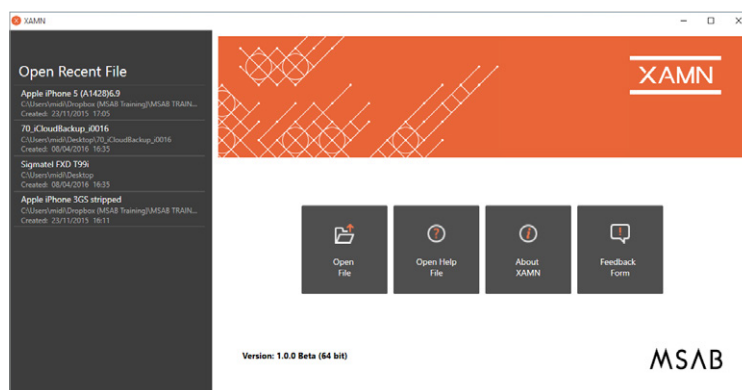 XAMN
Open Recent File
Apple iPhone 5 (A1428)6.9
C:\Users\midi\Dropbox (MSAB Training)\MSAB TRAIN...
Created: 23/11/2015 17:05
70_iCloudBackup_i0016
C:\Users\midi\Desktop\70_iCloudBackup_i0016
Created: 08/04/2016 16:35
Sigmatel FXD T99i
C:\Users\midi\Desktop
Created: 08/04/2016 16:35
Apple iPhone 3GS stripped
C:\Users\midi\Dropbox (MSAB Training)\MSAB TRAIN...
Created: 23/11/2015 16:11
XAMN
Open
File
Open Help
File
About
XAMN
Feedback
Form
Version: 1.0.0 Beta (64 bit)
MSAB